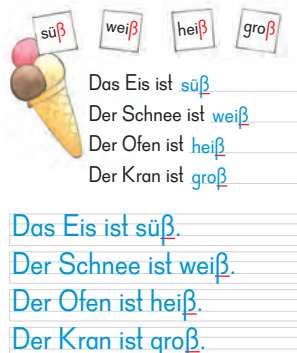 süß weiß heiß groß
Das Eis ist süß
Der Schnee ist weiß
Der Ofen ist heiß
Der Kran ist groß
Das Eis ist süß.
Der Schnee ist weiß.
Der Ofen ist heiß.
Der Kran ist groß.